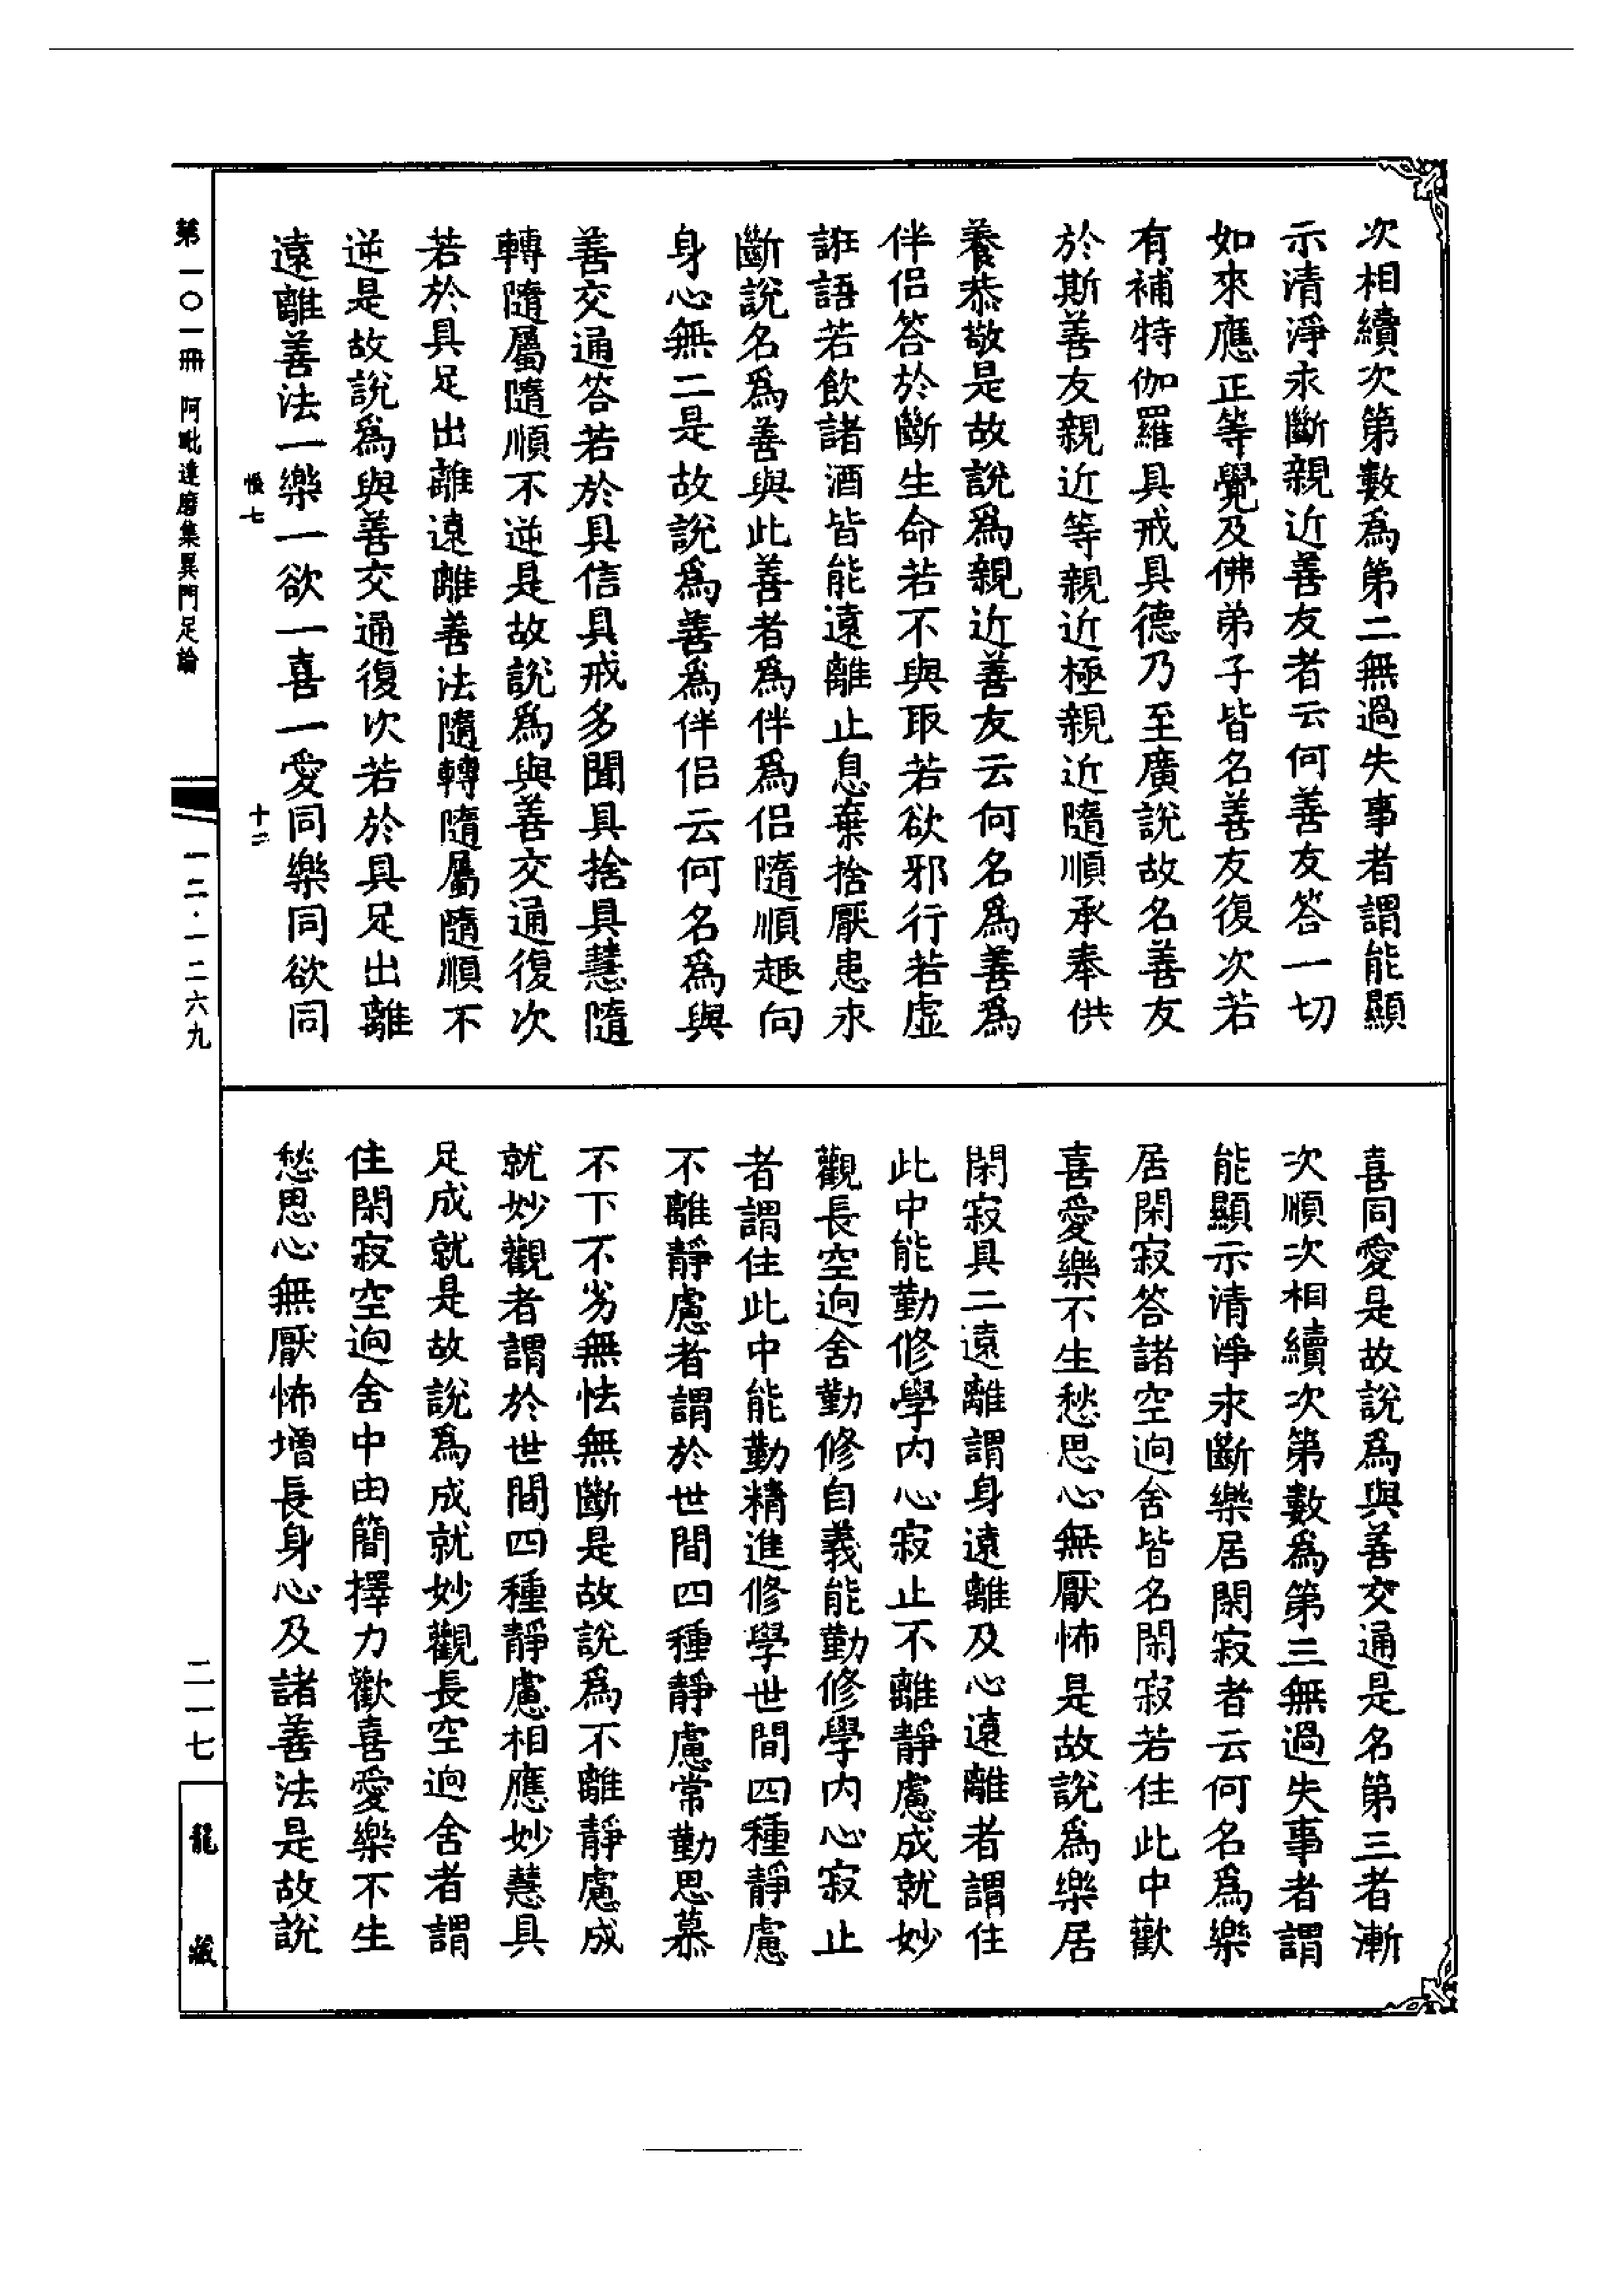 次相續次第數為第二無過失事者謂能顯
示清淨求斷親近善友者云何善友答一切
如來應正等覺及佛弟子皆名善友復次若
有補特伽羅具戒具德乃至廣說故名善友
於斯善友親近等親近極親近隨順承奉供
養恭敬是故說為親近善友云何名為善為
伴侶答於斷生命若不與取若欲邪行若虛
誑語若飲諸酒皆能遠離止息棄捨厭患求
斷說名為善與此善者為伴為侶隨順趣向
身心無二是故說為善為伴侶云何名為與
善交通答若於具信具戒多聞具捨具慧隨
轉隨屬隨順不逆是故說為與善交通復次
若於具足出離遠離善法隨轉隨屬隨順不
逆是故說為與善交通復次若於具足出離
遠離善法一樂一欲一喜一愛同樂同欲同
喜同愛是故說為與善交通是名第三者漸
次順次相續次第數為第三無過失事者謂
能顯示清淨求斷樂居閑寂者云何名為樂
居閑寂答諸空迥舍皆名閑寂若住此中歡
喜愛樂不生愁思心無厭怖是故說為樂居
閑寂具二遠離謂身遠離及心遠離者謂住
此中能勤修學內心寂止不離靜慮成就妙
觀長空迥舍勤修自義能勤修學內心寂止
者謂住此中能勤精進修學世間四種靜慮
不離靜慮者謂於世間四種靜慮常勤思慕
不下不劣無怯無斷是故說為不離靜慮成
就妙觀者謂於世間四種靜慮相應妙慧具
足成就是故說為成就妙觀長空迥舍者謂
住閑寂空迥舍中由簡擇力歡喜愛樂不生
愁思心無厭怖增長身心及諸善法是故說
第一〇一冊 阿毗達磨集異門足論
帳七
十二
一二·一二六九
二一七
龍藏